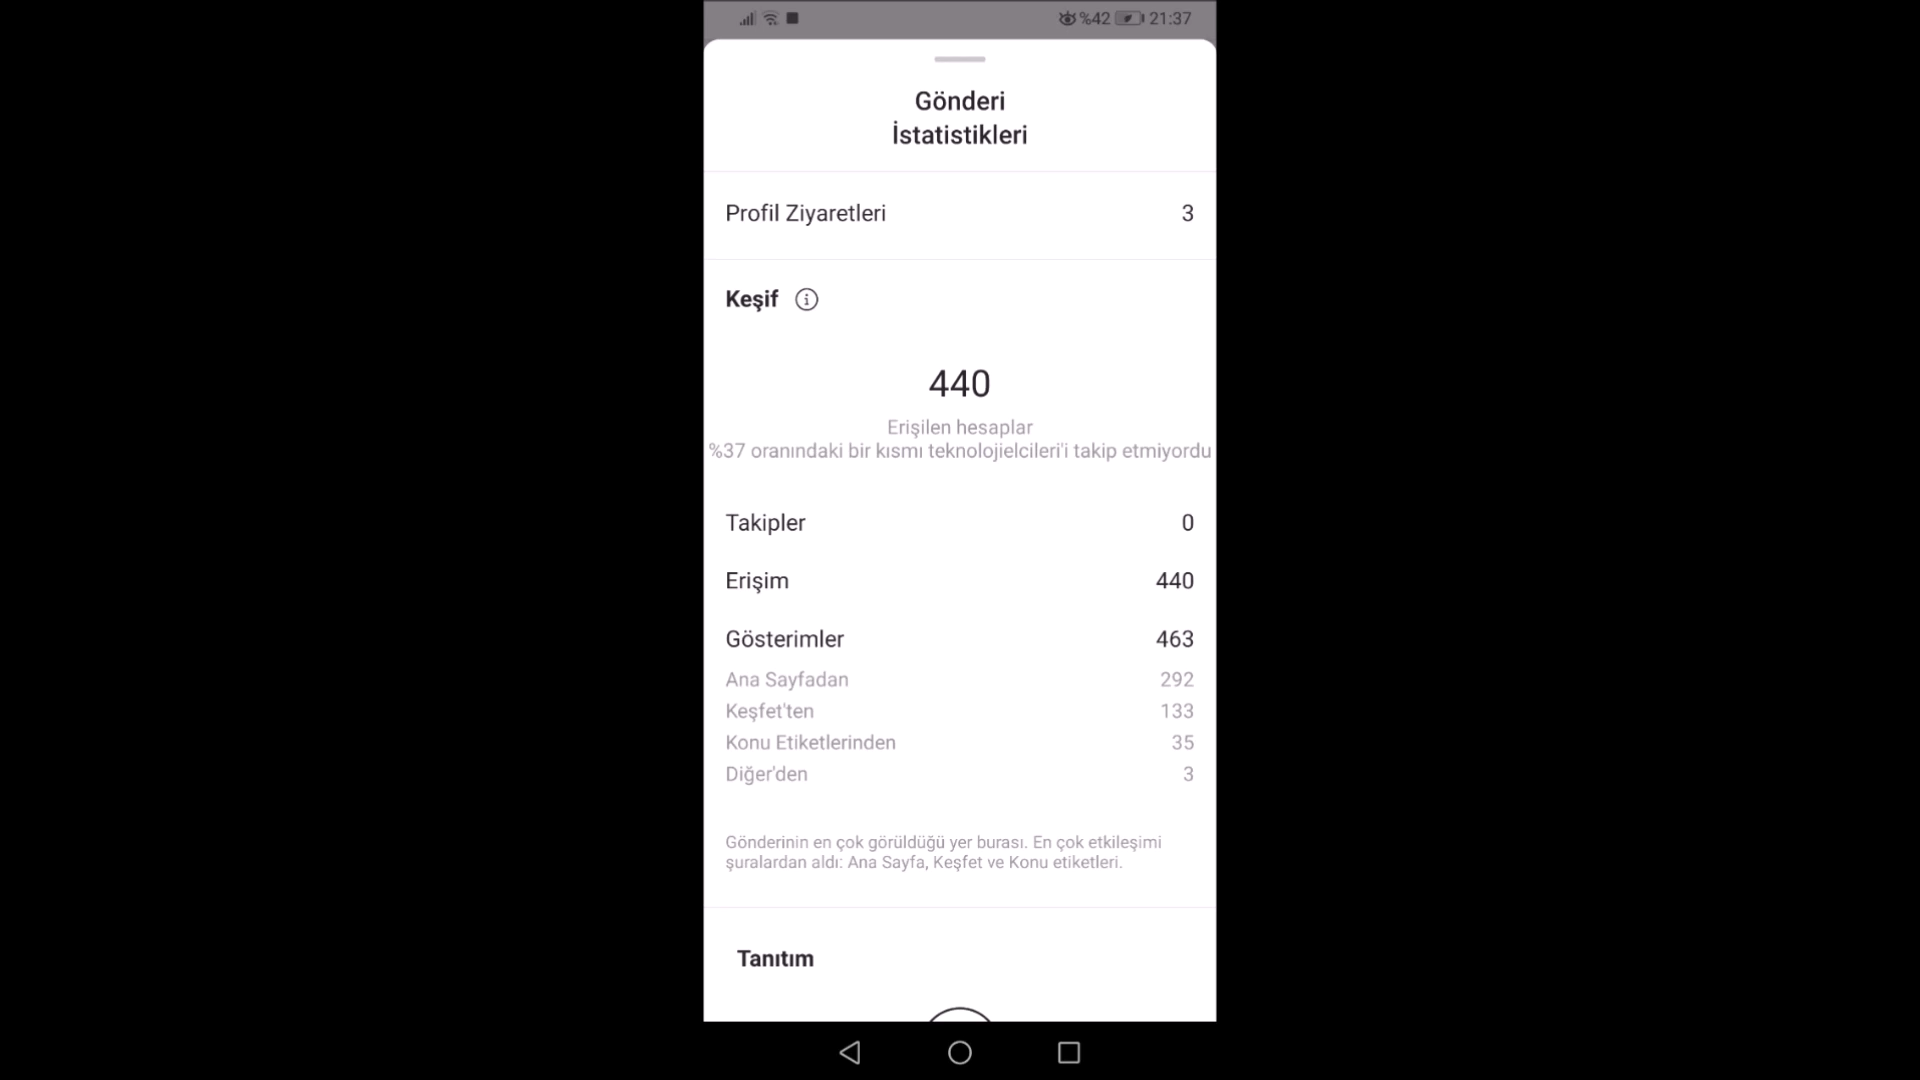 %42 21:37
Gönderi
İstatistikleri
Profil Ziyaretleri 3
Keşif
440
Erişilen hesaplar
%37 oranındaki bir kısmı teknolojielcileri'i takip etmiyordu
Takipler 0
Erişim 440
Gösterimler 463
Ana Sayfadan 292
Keşfet'ten 133
Konu Etiketlerinden 35
Diğer'den 3
Gönderinin en çok görüldüğü yer burası. En çok etkileşimi
şuralardan aldı: Ana Sayfa, Keşfet ve Konu etiketleri.
Tanıtım